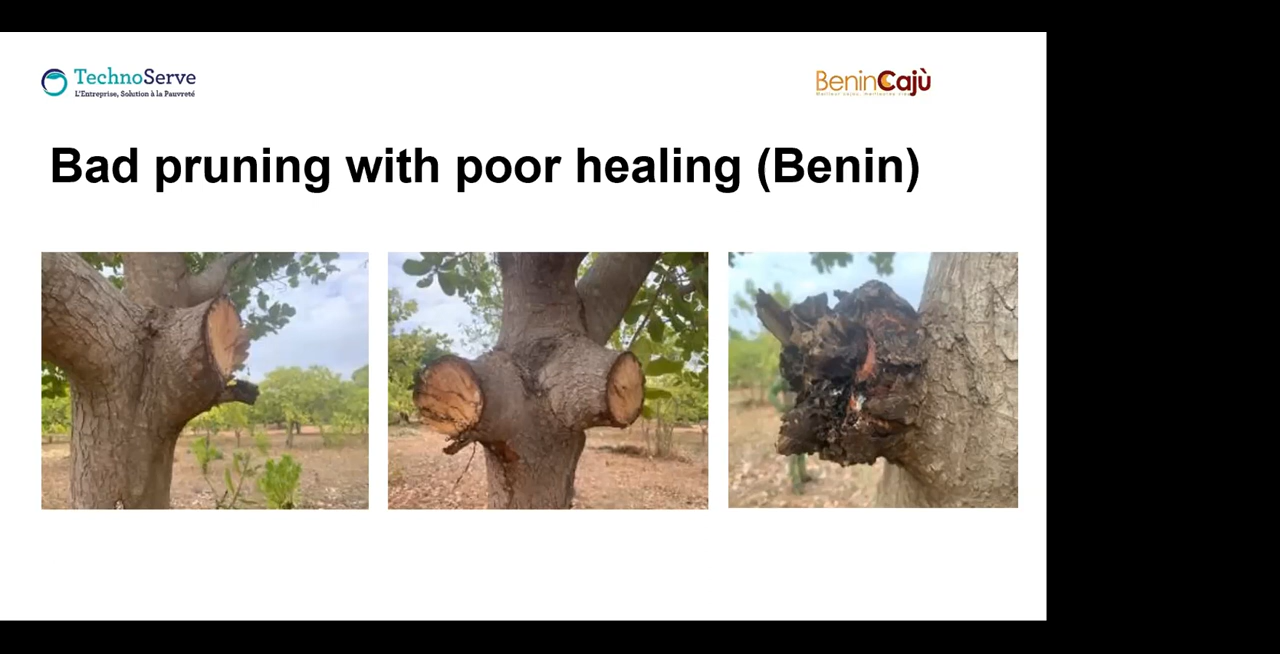 TechnoServe
L'Entreprise, Solution à la Pauvreté
BeninCajù
Bad pruning with poor healing (Benin)